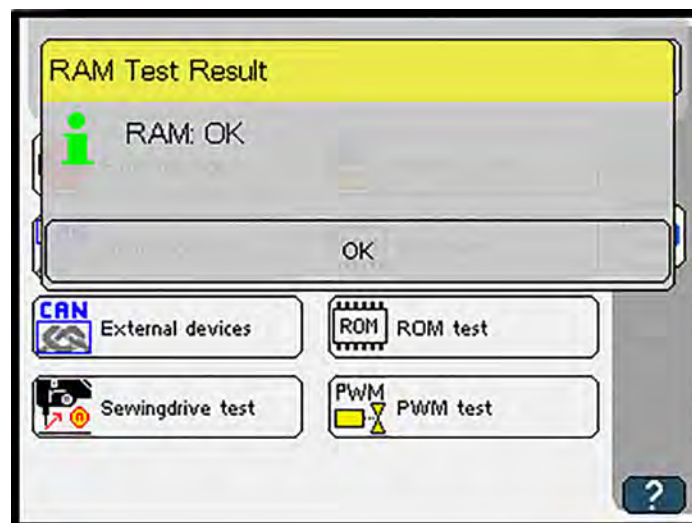 RAM Test Result
RAM: OK
OK
CAN
External devices
ROM
ROM test
Sewingdrive test
PWM
PWM test
?